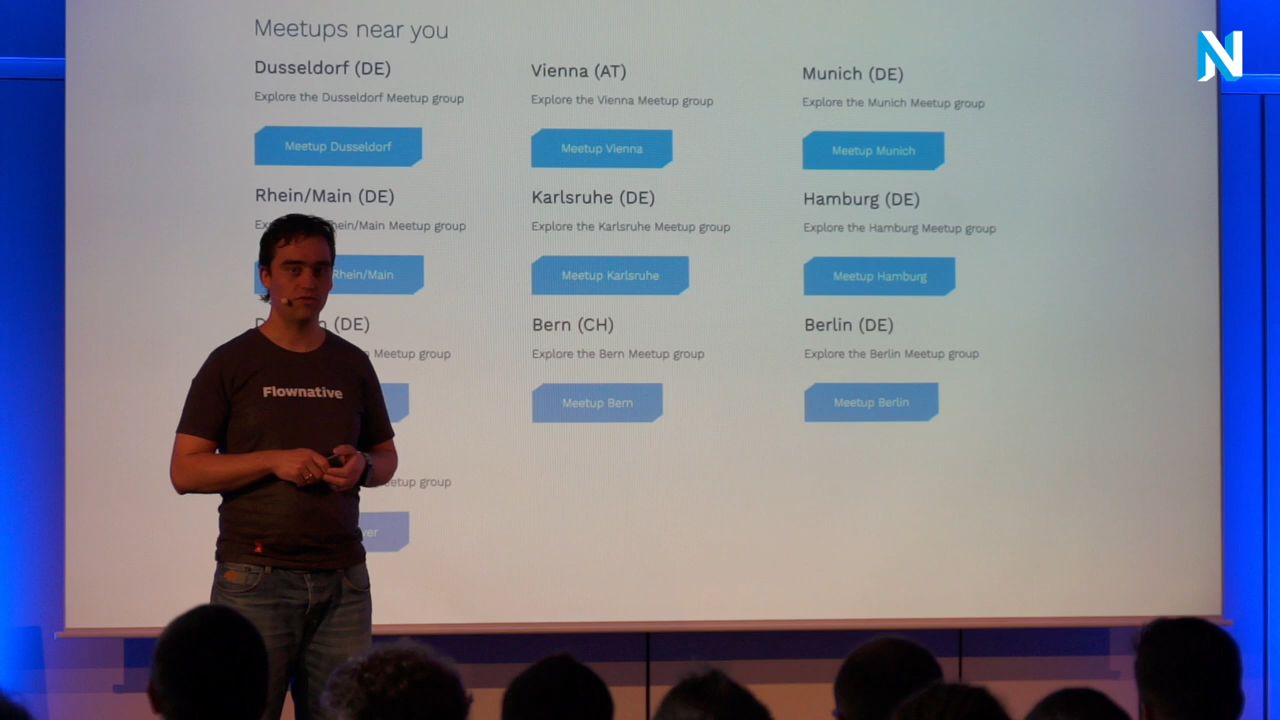 Meetups near you
Dusseldorf (DE)
Explore the Dusseldorf Meetup group
Meetup Dusseldorf
Vienna (AT)
Explore the Vienna Meetup group
Meetup Vienna
Munich (DE)
Explore the Munich Meetup group
Meetup Munich
Rhein/Main (DE)
Rhein/Main Meetup group
Rhein/Main
Karlsruhe (DE)
Explore the Karlsruhe Meetup group
Meetup Karlsruhe
Hamburg (DE)
Explore the Hamburg Meetup group
Meetup Hamburg
(DE)
Meetup group
Bern (CH)
Explore the Bern Meetup group
Meetup Bern
Berlin (DE)
Explore the Berlin Meetup group
Meetup Berlin
Meetup group
Flownative
N